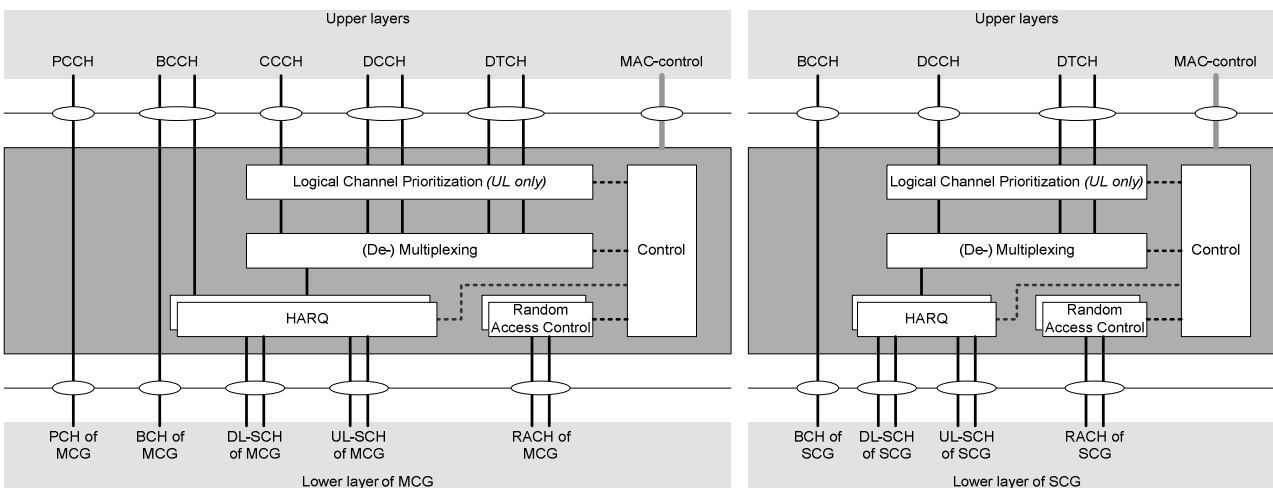 Upper layers
PCCH BCCH CCCH DCCH DTCH MAC-control
Logical Channel Prioritization (UL only)
(De-) Multiplexing
Control
HARQ
Random
Access Control
PCH of
MCG
BCH of
MCG
DL-SCH
of MCG
UL-SCH
of MCG
RACH of
MCG
Lower layer of MCG
Upper layers
BCCH DCCH DTCH MAC-control
Logical Channel Prioritization (UL only)
(De-) Multiplexing
Control
HARQ
Random
Access Control
BCH of
SCG
DL-SCH
of SCG
UL-SCH
of SCG
RACH of
SCG
Lower layer of SCG